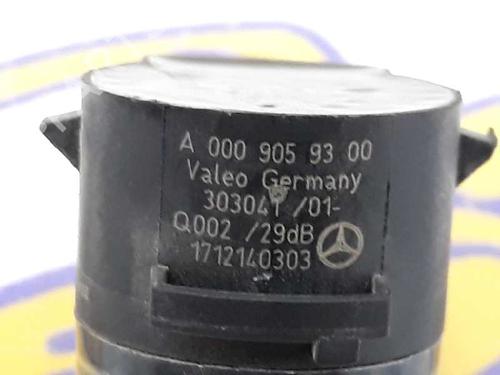 A 000 905 93 00
Valeo Germany
303041 /01-
Q002 /29dB
1712140303